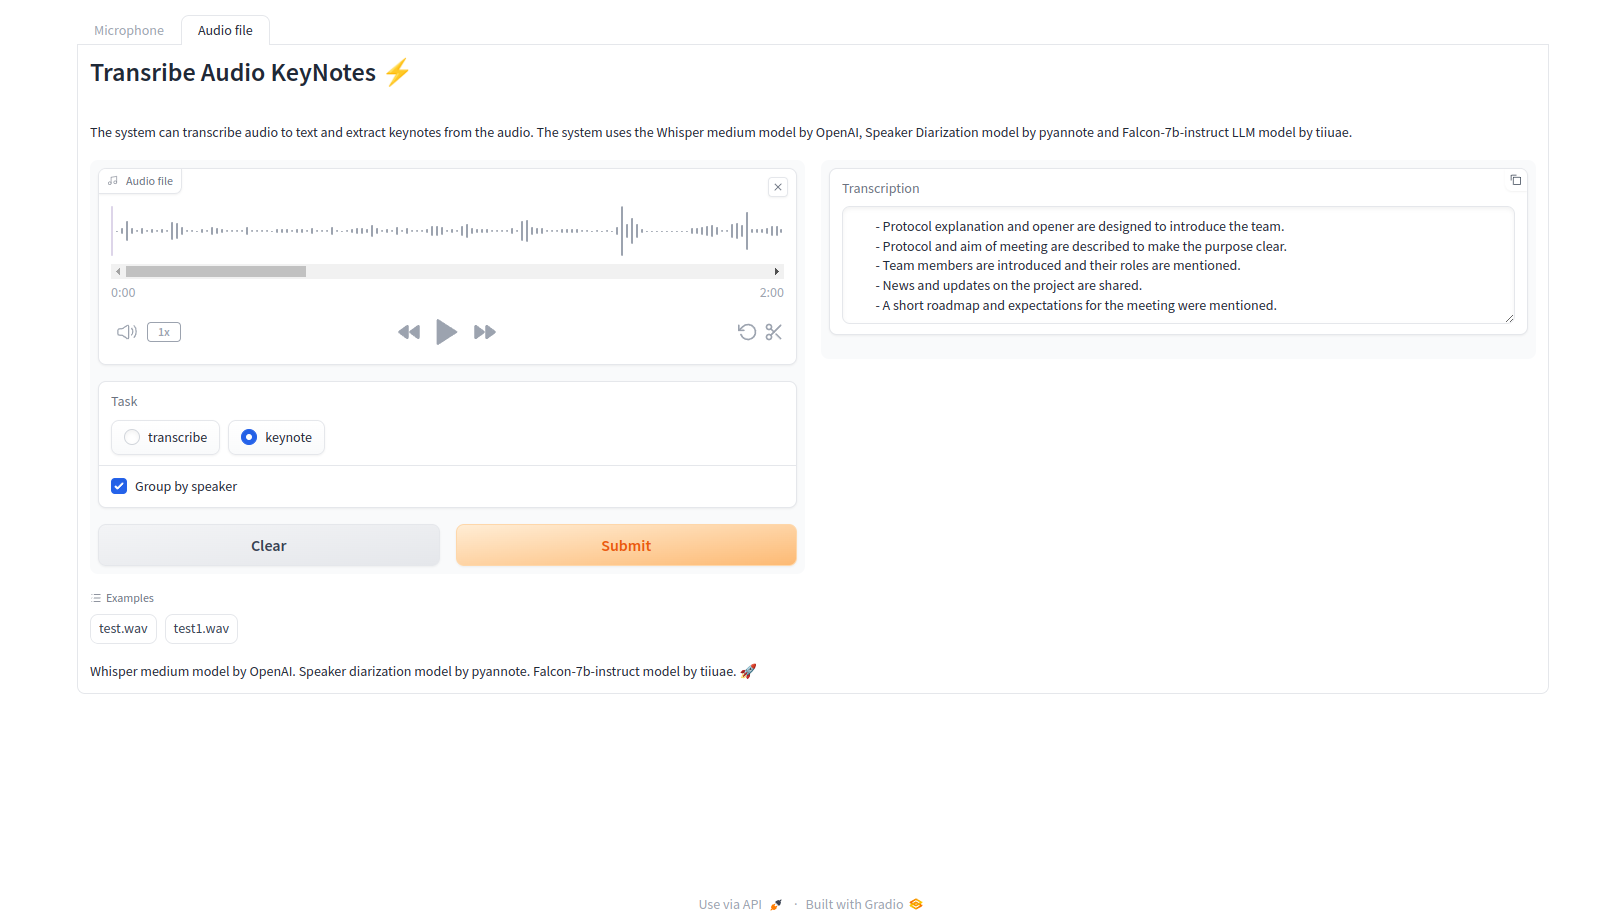 Microphone
Audio file
Transribe Audio KeyNotes ⚡
The system can transcribe audio to text and extract keynotes from the audio. The system uses the Whisper medium model by OpenAI, Speaker Diarization model by pyannote and Falcon-7b-instruct LLM model by tiiuae.
Audio file
0:00
2:00
1x
Task
transcribe
keynote
Group by speaker
Clear
Submit
Transcription
- Protocol explanation and opener are designed to introduce the team.
- Protocol and aim of meeting are described to make the purpose clear.
- Team members are introduced and their roles are mentioned.
- News and updates on the project are shared.
- A short roadmap and expectations for the meeting were mentioned.
Examples
test.wav
test1.wav
Whisper medium model by OpenAI. Speaker diarization model by pyannote. Falcon-7b-instruct model by tiiuae. 🚀
Use via API · Built with Gradio